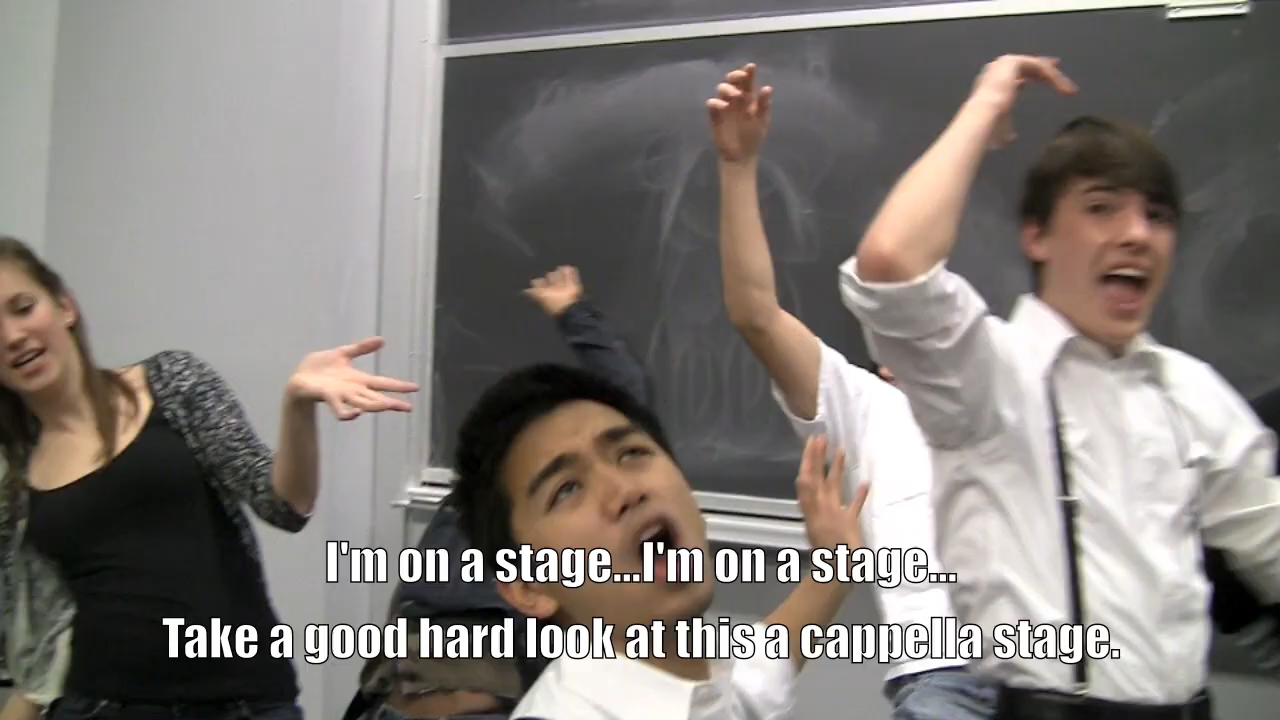 I'm on a stage...I'm on a stage...
Take a good hard look at this a cappella stage.